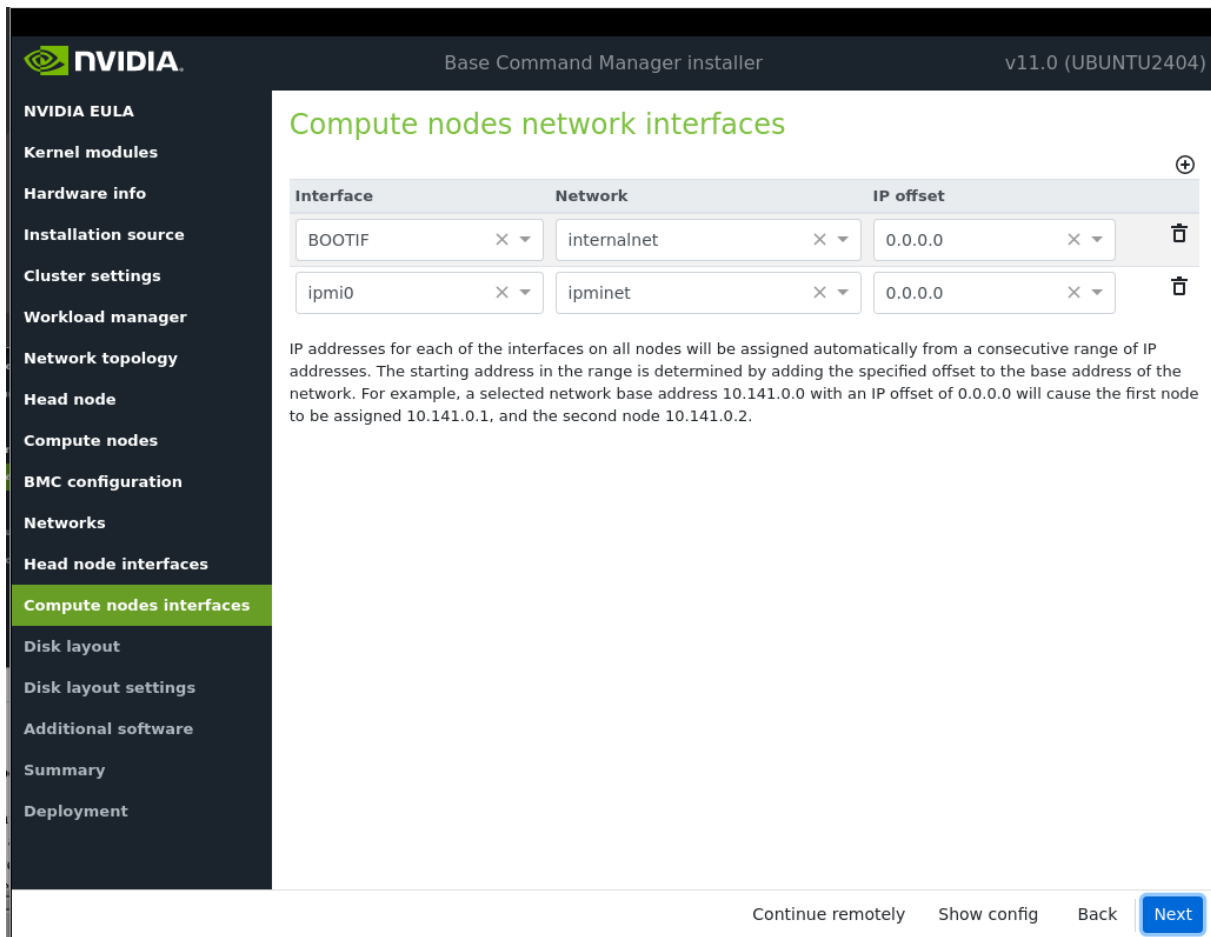 NVIDIA.
Base Command Manager installer
v11.0 (UBUNTU2404)
NVIDIA EULA
Kernel modules
Hardware info
Installation source
Cluster settings
Workload manager
Network topology
Head node
Compute nodes
BMC configuration
Networks
Head node interfaces
Compute nodes interfaces
Disk layout
Disk layout settings
Additional software
Summary
Deployment
Compute nodes network interfaces
Interface Network IP offset
BOOTIF internalnet 0.0.0.0
ipmi0 ipminet 0.0.0.0
IP addresses for each of the interfaces on all nodes will be assigned automatically from a consecutive range of IP
addresses. The starting address in the range is determined by adding the specified offset to the base address of the
network. For example, a selected network base address 10.141.0.0 with an IP offset of 0.0.0.0 will cause the first node
to be assigned 10.141.0.1, and the second node 10.141.0.2.
Continue remotely Show config Back Next